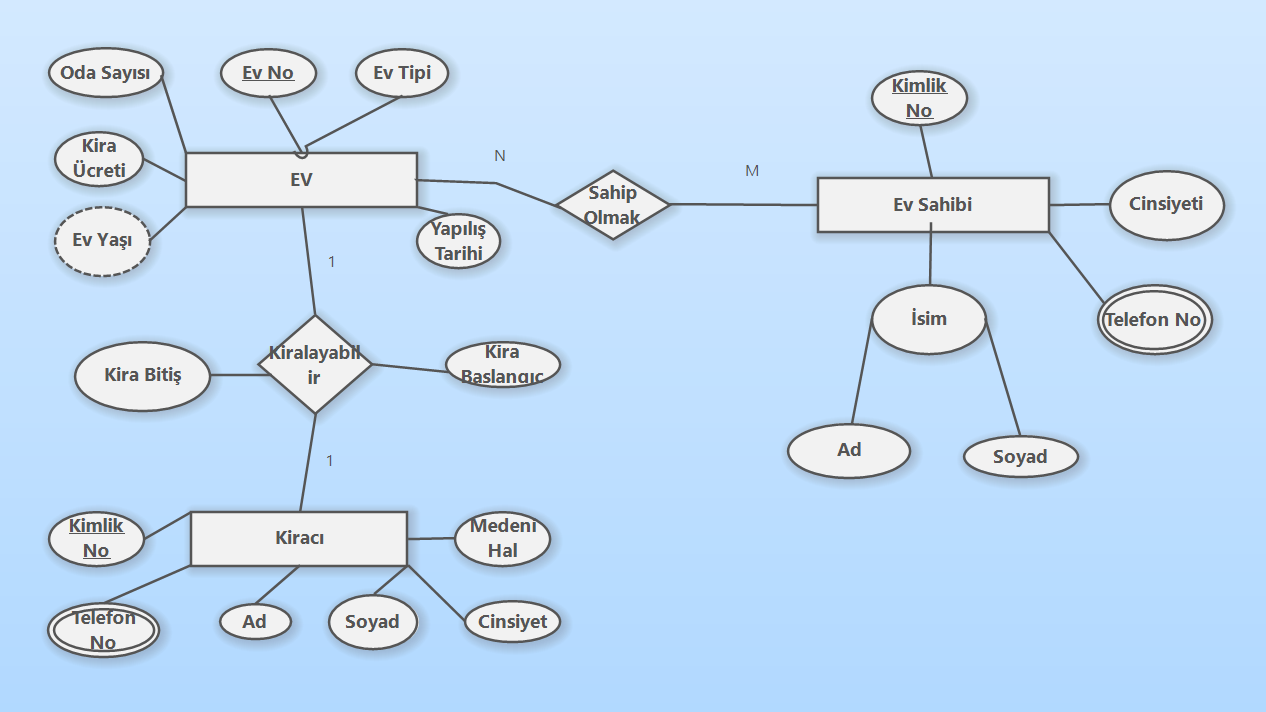 Oda Sayısı
Ev No
Ev Tipi
Kira
Ücreti
EV
Ev Yaşı
Yapılış
Tarihi
N
Sahip
Olmak
M
Kimlik
No
Ev Sahibi
Cinsiyeti
Telefon No
İsim
Ad
Soyad
1
Kira Bitiş
Kiralayabil
ir
Kira
Başlangıç
1
Kimlik
No
Kiracı
Medeni
Hal
Telefon
No
Ad
Soyad
Cinsiyet